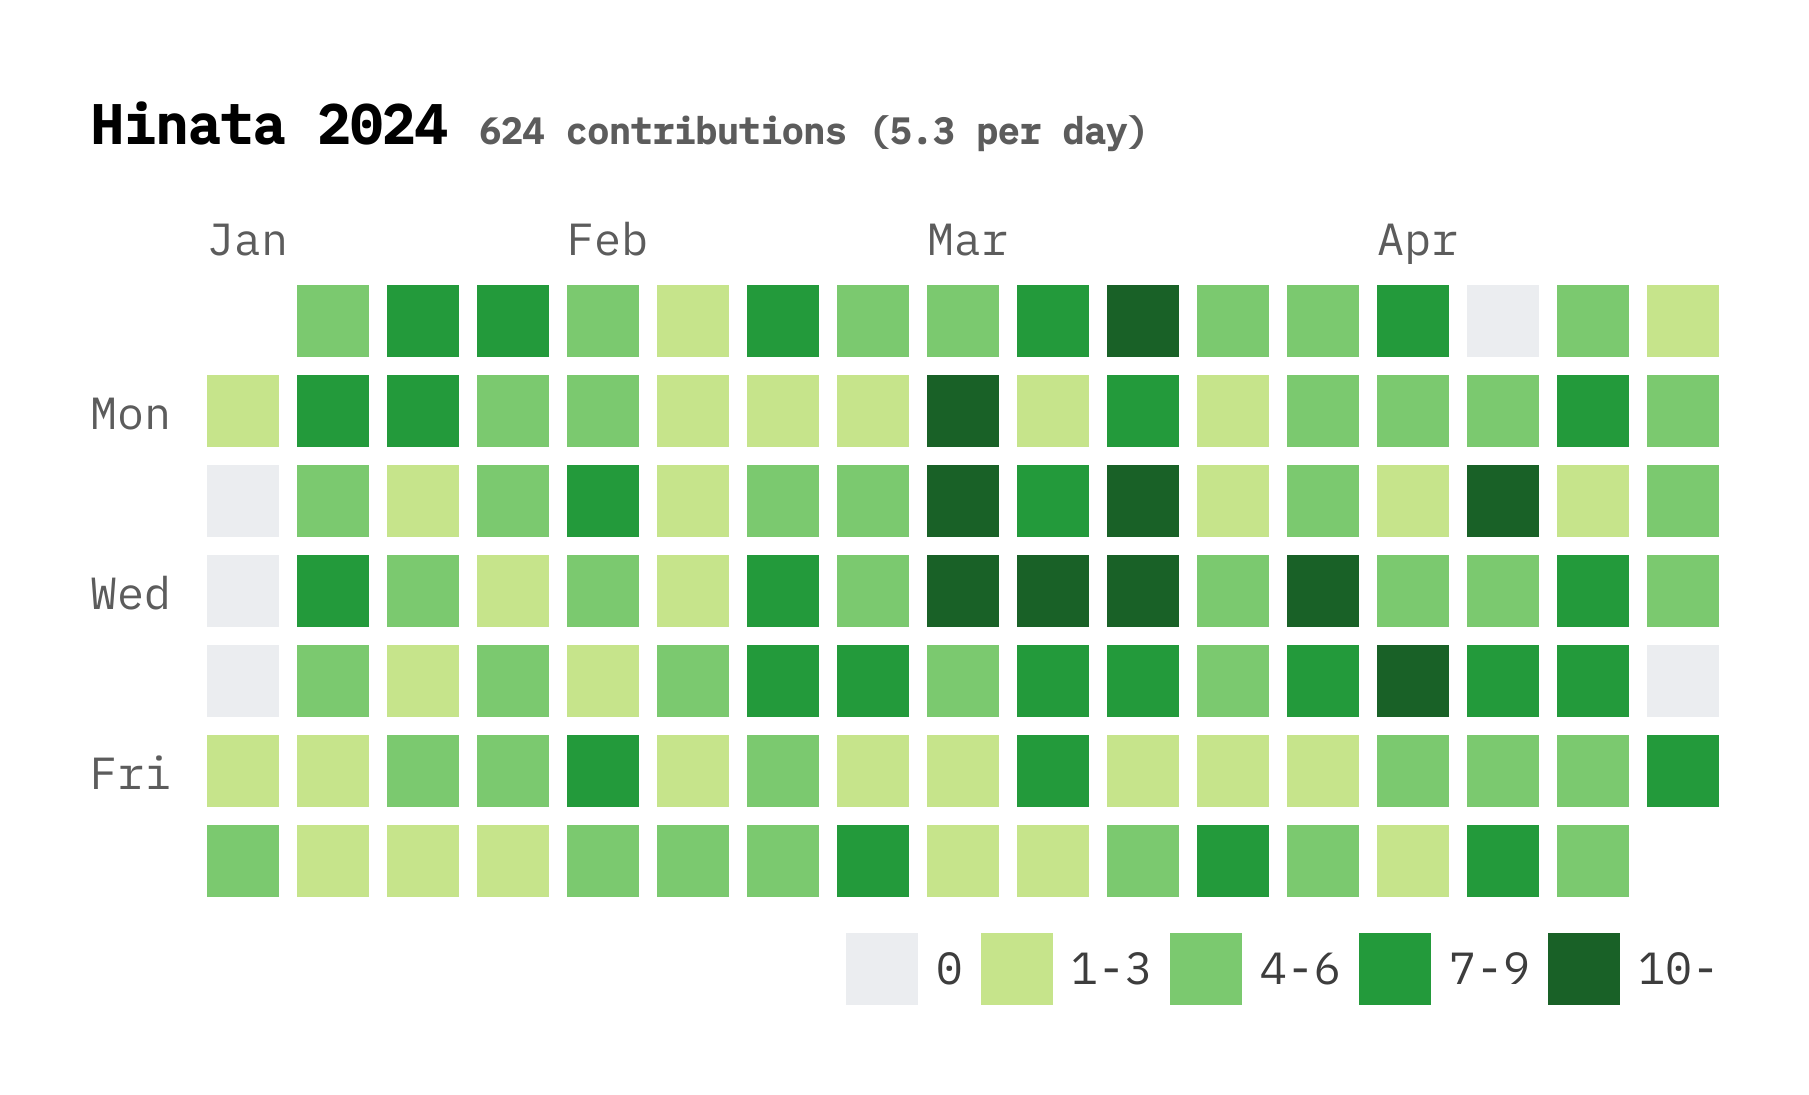 Hinata 2024 624 contributions (5.3 per day)
Jan Feb Mar Apr
Mon
Wed
Fri
0 1-3 4-6 7-9 10-